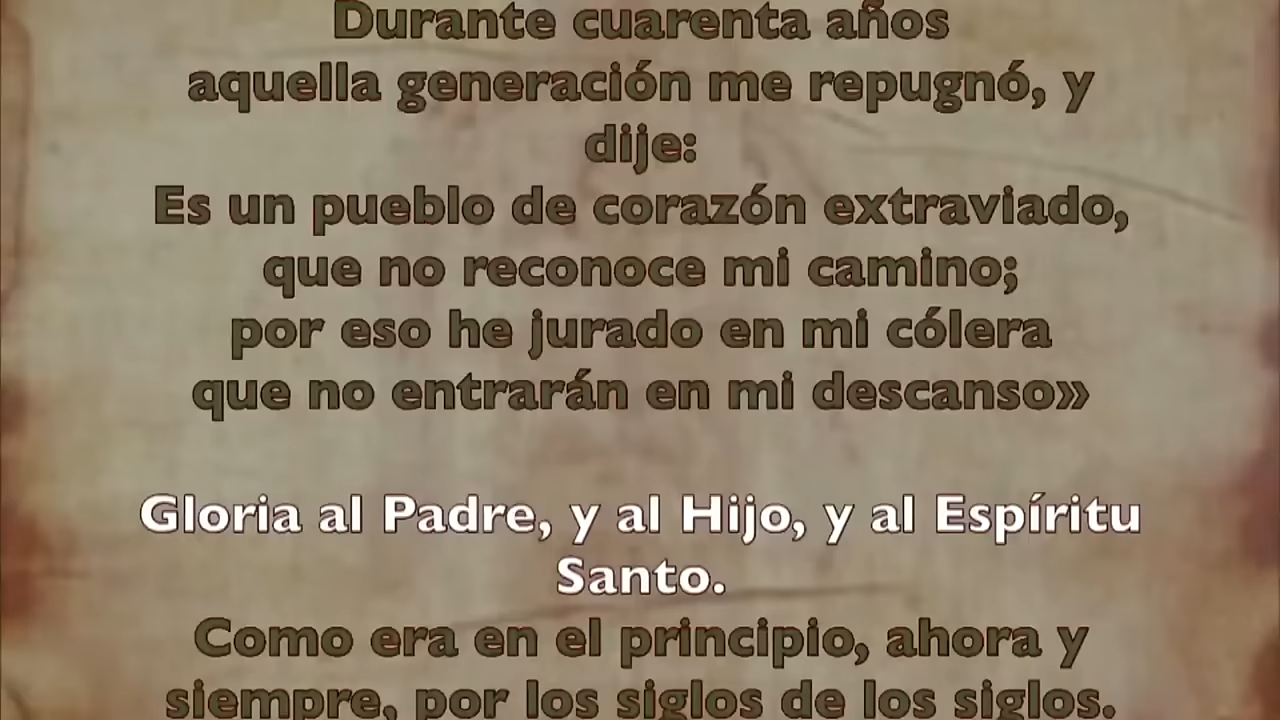 Durante cuarenta años
aquella generación me repugnó, y
dije:
Es un pueblo de corazón extraviado,
que no reconoce mi camino;
por eso he jurado en mi cólera
que no entrarán en mi descanso»
Gloria al Padre, y al Hijo, y al Espíritu
Santo.
Como era en el principio, ahora y
siempre, por los siglos de los siglos.